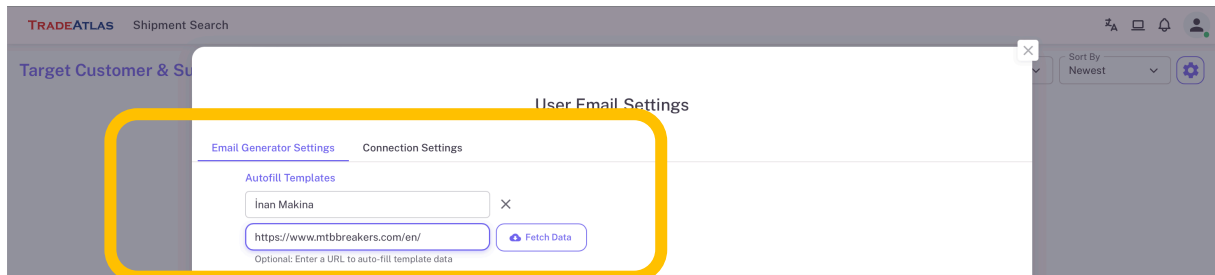 TRADEATLAS Shipment Search
Sort By
Target Customer & Su
Newest
User Email Settings
Email Generator Settings Connection Settings
Autofill Templates
İnan Makina
https://www.mtbbreakers.com/en/ Fetch Data
Optional: Enter a URL to auto-fill template data